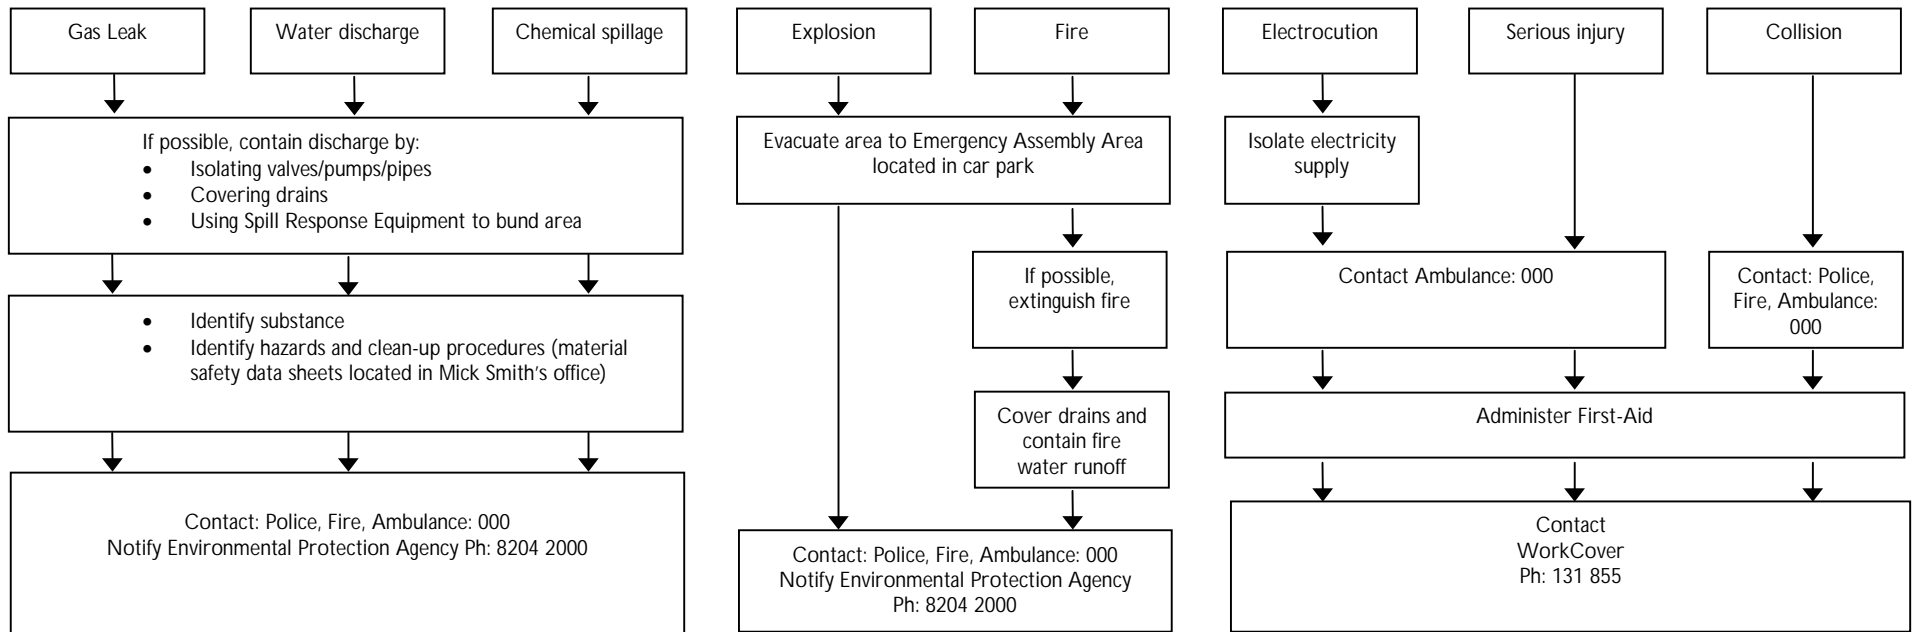 Gas Leak
Water discharge
Chemical spillage
If possible, contain discharge by:
• Isolating valves/pumps/pipes
• Covering drains
• Using Spill Response Equipment to bund area
• Identify substance
• Identify hazards and clean-up procedures (material
safety data sheets located in Mick Smith's office)
Contact: Police, Fire, Ambulance: 000
Notify Environmental Protection Agency Ph: 8204 2000
Explosion
Fire
Evacuate area to Emergency Assembly Area
located in car park
If possible,
extinguish fire
Cover drains and
contain fire
water runoff
Contact: Police, Fire, Ambulance: 000
Notify Environmental Protection Agency
Ph: 8204 2000
Electrocution
Serious injury
Collision
Isolate electricity
supply
Contact Ambulance: 000
Contact: Police,
Fire, Ambulance:
000
Administer First-Aid
Contact
WorkCover
Ph: 131 855